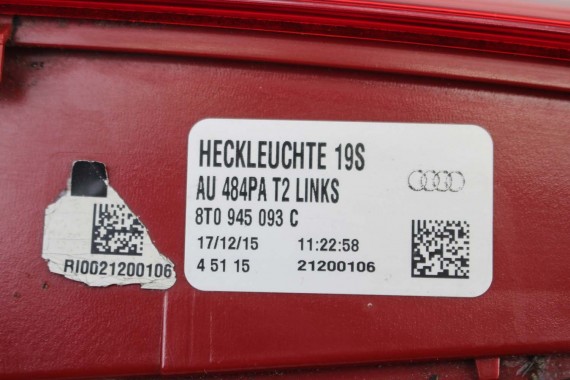 HECKLEUCHTE 19S
AU 484PA T2 LINKS
8T0 945 093 C
17/12/15 11:22:58
4 51 15 21200106
RI0021200106